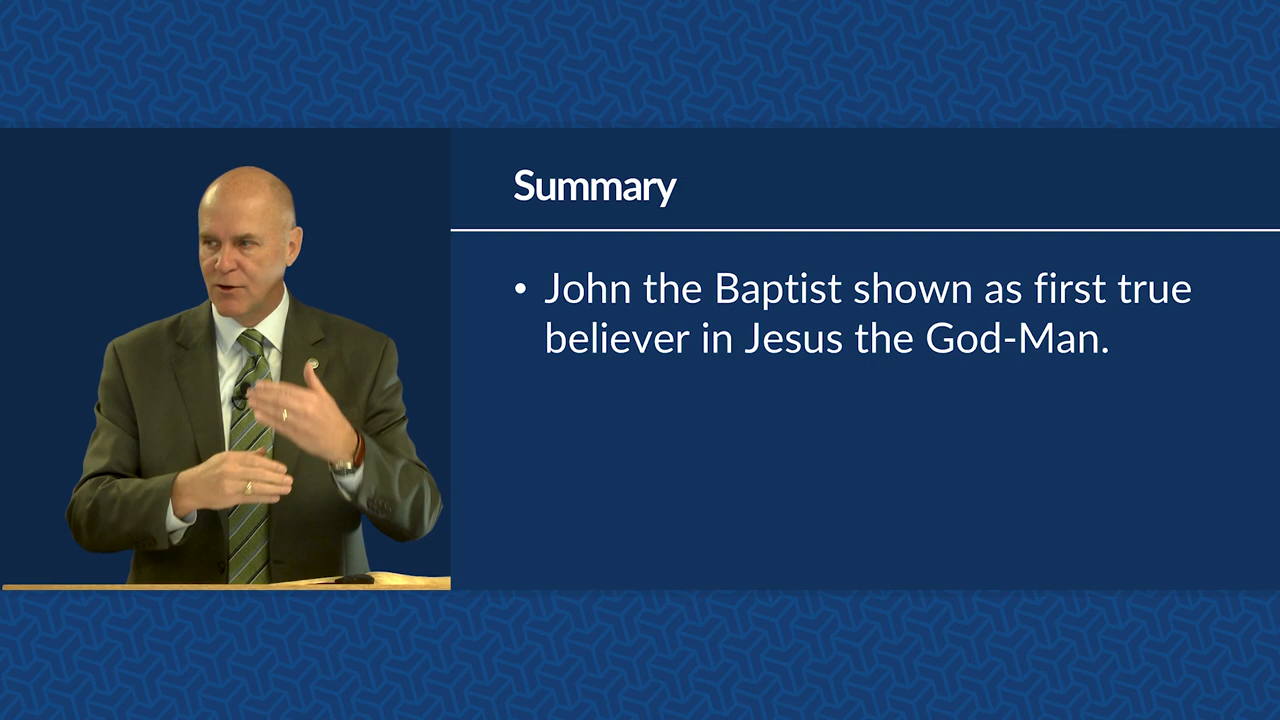 Summary
• John the Baptist shown as first true
believer in Jesus the God-Man.